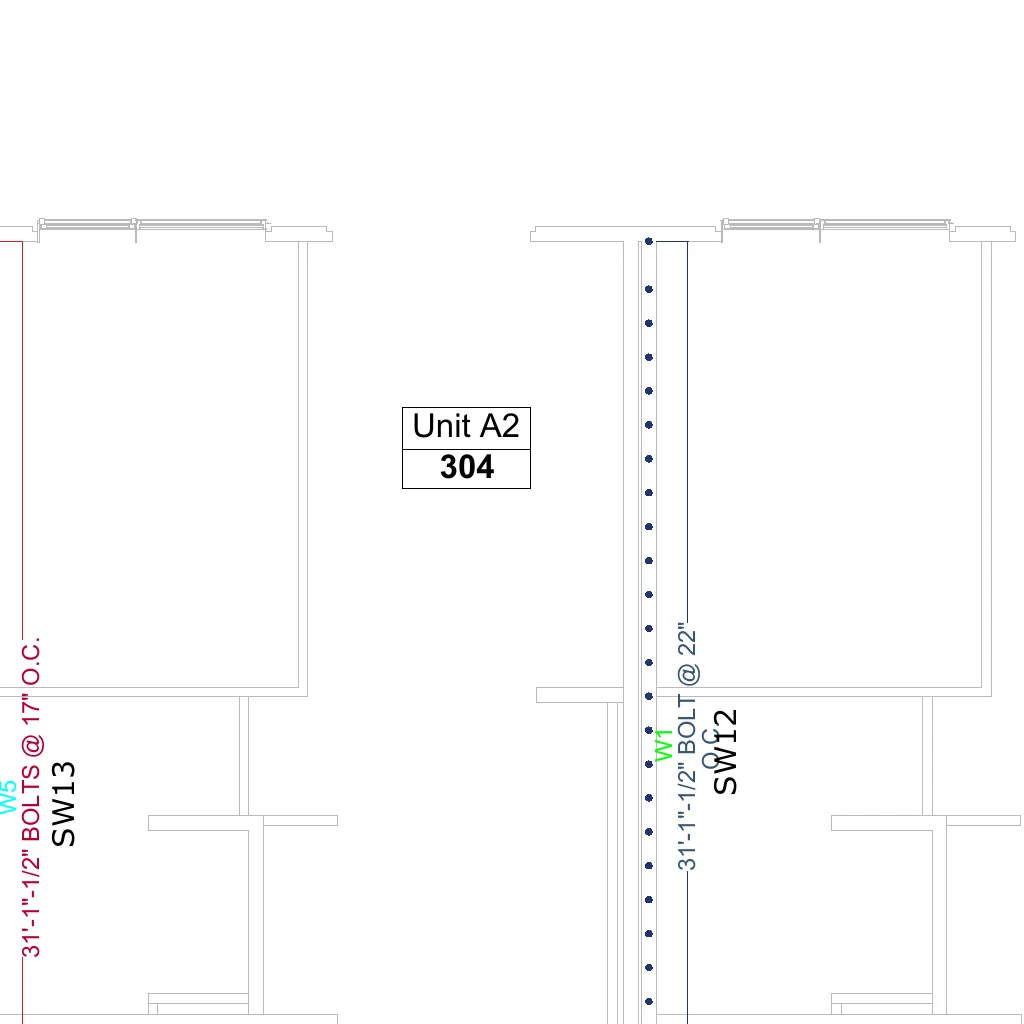 Unit A2
304
31'-1"-1/2" BOLTS @ 17" O.C.
W5
SW13
31'-1"-1/2" BOLT @ 22"
O.C.
W1
SW12